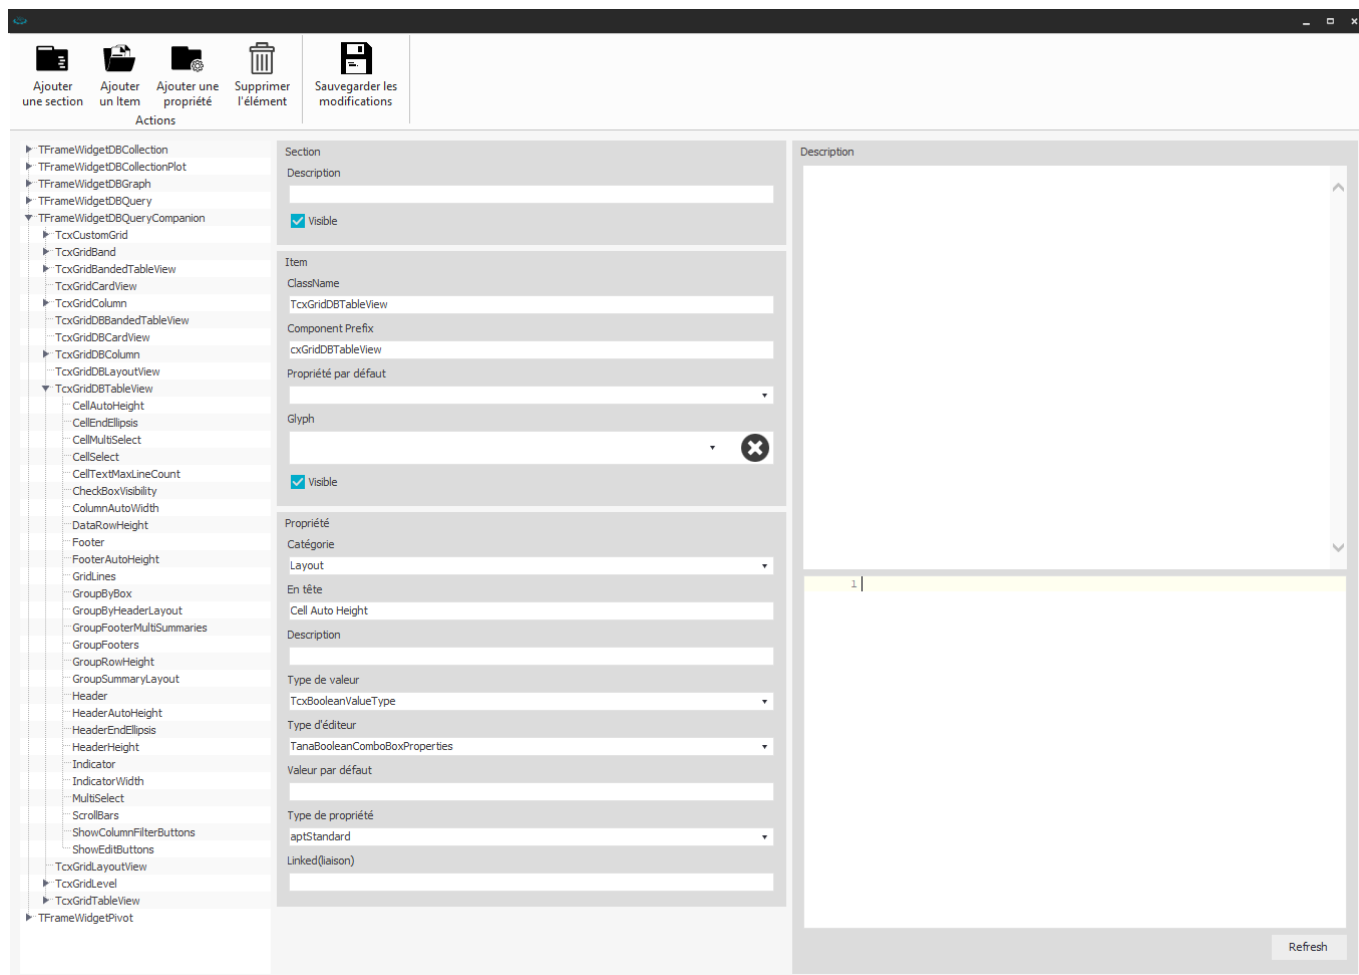 Ajouter
une section
Ajouter
un Item
Ajouter une
propriété
Supprimer
l'élément
Sauvegarder les
modifications
Actions
TFrameWidgetDBCollection
TFrameWidgetDBCollectionPlot
TFrameWidgetDBGraph
TFrameWidgetDBQuery
TFrameWidgetDBQueryCompanion
TcxCustomGrid
TcxGridBand
TcxGridBandedTableView
TcxGridCardView
TcxGridColumn
TcxGridDBBandedTableView
TcxGridDBCardView
TcxGridDBColumn
TcxGridDBLayoutView
TcxGridDBTableView
CellAutoHeight
CellEndEllipsis
CellMultiSelect
CellSelect
CellTextMaxLineCount
CheckBoxVisibility
ColumnAutoWidth
DataRowHeight
Footer
FooterAutoHeight
GridLines
GroupByBox
GroupByHeaderLayout
GroupFooterMultiSummaries
GroupFooters
GroupRowHeight
GroupSummaryLayout
Header
HeaderAutoHeight
HeaderEndEllipsis
HeaderHeight
Indicator
IndicatorWidth
MultiSelect
ScrollBars
ShowColumnFilterButtons
ShowEditButtons
TcxGridLayoutView
TcxGridLevel
TcxGridTableView
TFrameWidgetPivot
Section
Description
Visible
Item
ClassName
TcxGridDBTableView
Component Prefix
cxGridDBTableView
Propriété par défaut
Glyph
Visible
Propriété
Catégorie
Layout
En tête
Cell Auto Height
Description
Type de valeur
TcxBooleanValueType
Type d'éditeur
TanaBooleanComboBoxProperties
Valeur par défaut
Type de propriété
aptStandard
Linked(liaison)
Description
1
Refresh